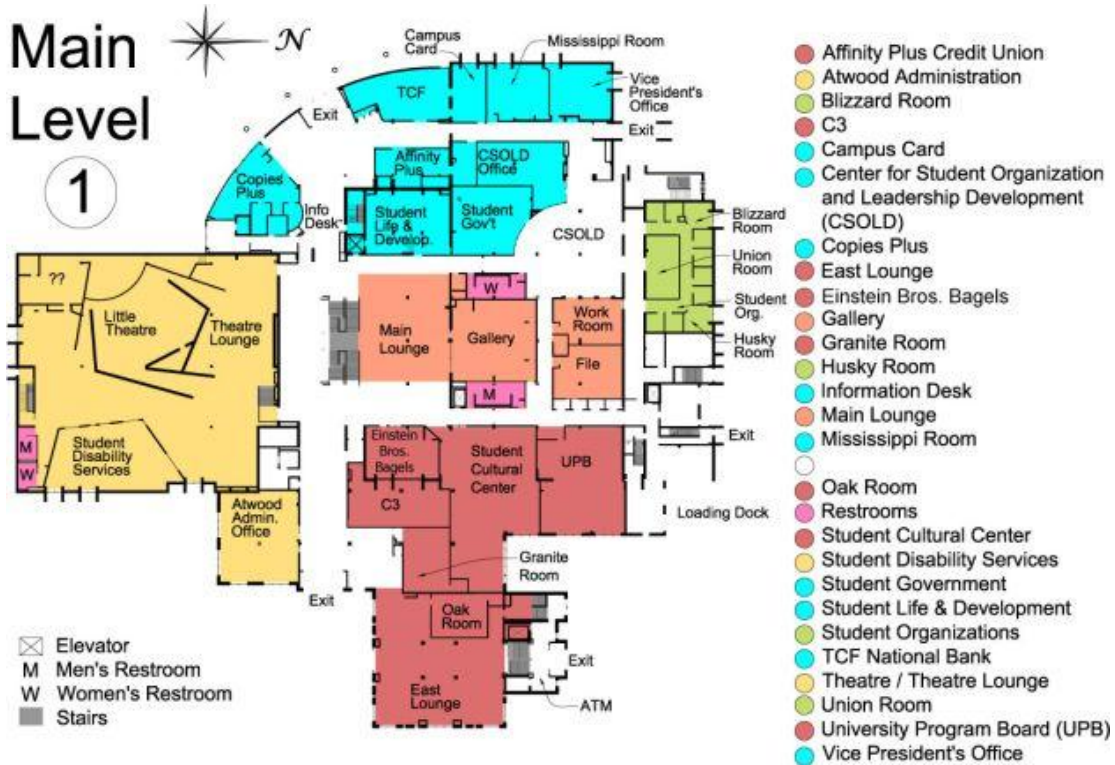 Main
Level
1
N
Campus
Card
Mississippi Room
TCF
Vice
President's
Office
Exit
Exit
Affinity
Plus
CSOLD
Office
Copies
Plus
Info
Desk
Student
Life &
Develop.
Student
Gov't
CSOLD
Blizzard
Room
Union
Room
Student
Org.
Husky
Room
??
Little
Theatre
Theatre
Lounge
Main
Lounge
W
Gallery
M
Work
Room
File
Student
Disability
Services
M
W
Einstein
Bros.
Bagels
Student
Cultural
Center
UPB
Exit
C3
Loading Dock
Atwood
Admin.
Office
Granite
Room
Exit
Oak
Room
Exit
East
Lounge
ATM
Elevator
M Men's Restroom
W Women's Restroom
Stairs
Affinity Plus Credit Union
Atwood Administration
Blizzard Room
C3
Campus Card
Center for Student Organization
and Leadership Development
(CSOLD)
Copies Plus
East Lounge
Einstein Bros. Bagels
Gallery
Granite Room
Husky Room
Information Desk
Main Lounge
Mississippi Room
Oak Room
Restrooms
Student Cultural Center
Student Disability Services
Student Government
Student Life & Development
Student Organizations
TCF National Bank
Theatre / Theatre Lounge
Union Room
University Program Board (UPB)
Vice President's Office